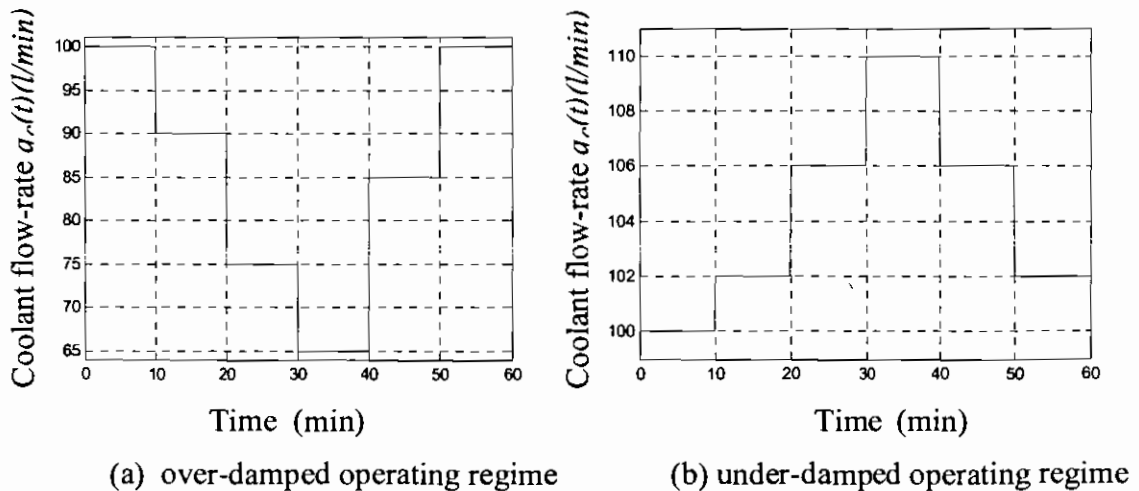 Coolant flow-rate (t)(l/min)
100
95
90
85
80
75
70
65
0 10 20 30 40 50 60
Time (min)
(a) over-damped operating regime
Coolant flow-rate (t)(l/min)
110
108
106
104
102
100
0 10 20 30 40 50 60
Time (min)
(b) under-damped operating regime